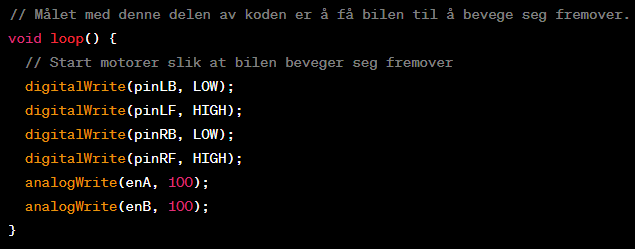 // Målet med denne delen av koden er å få bilen til å bevege seg fremover.
void loop() {
// Start motorer slik at bilen beveger seg fremover
digitalWrite(pinLB, LOW);
digitalWrite(pinLF, HIGH);
digitalWrite(pinRB, LOW);
digitalWrite(pinRF, HIGH);
analogWrite(enA, 100);
analogWrite(enB, 100);
}